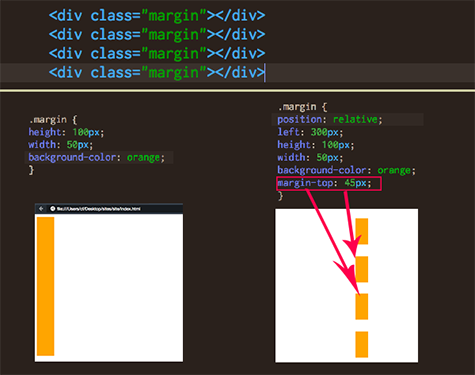 <div class="margin"></div>
<div class="margin"></div>
<div class="margin"></div>
<div class="margin"></div>
.margin {
height: 100px;
width: 50px;
background-color: orange;
}
.margin {
position: relative;
left: 300px;
height: 100px;
width: 50px;
background-color: orange;
margin-top: 45px;
}
file:///Users/cl/Desktop/sites/site/index.html